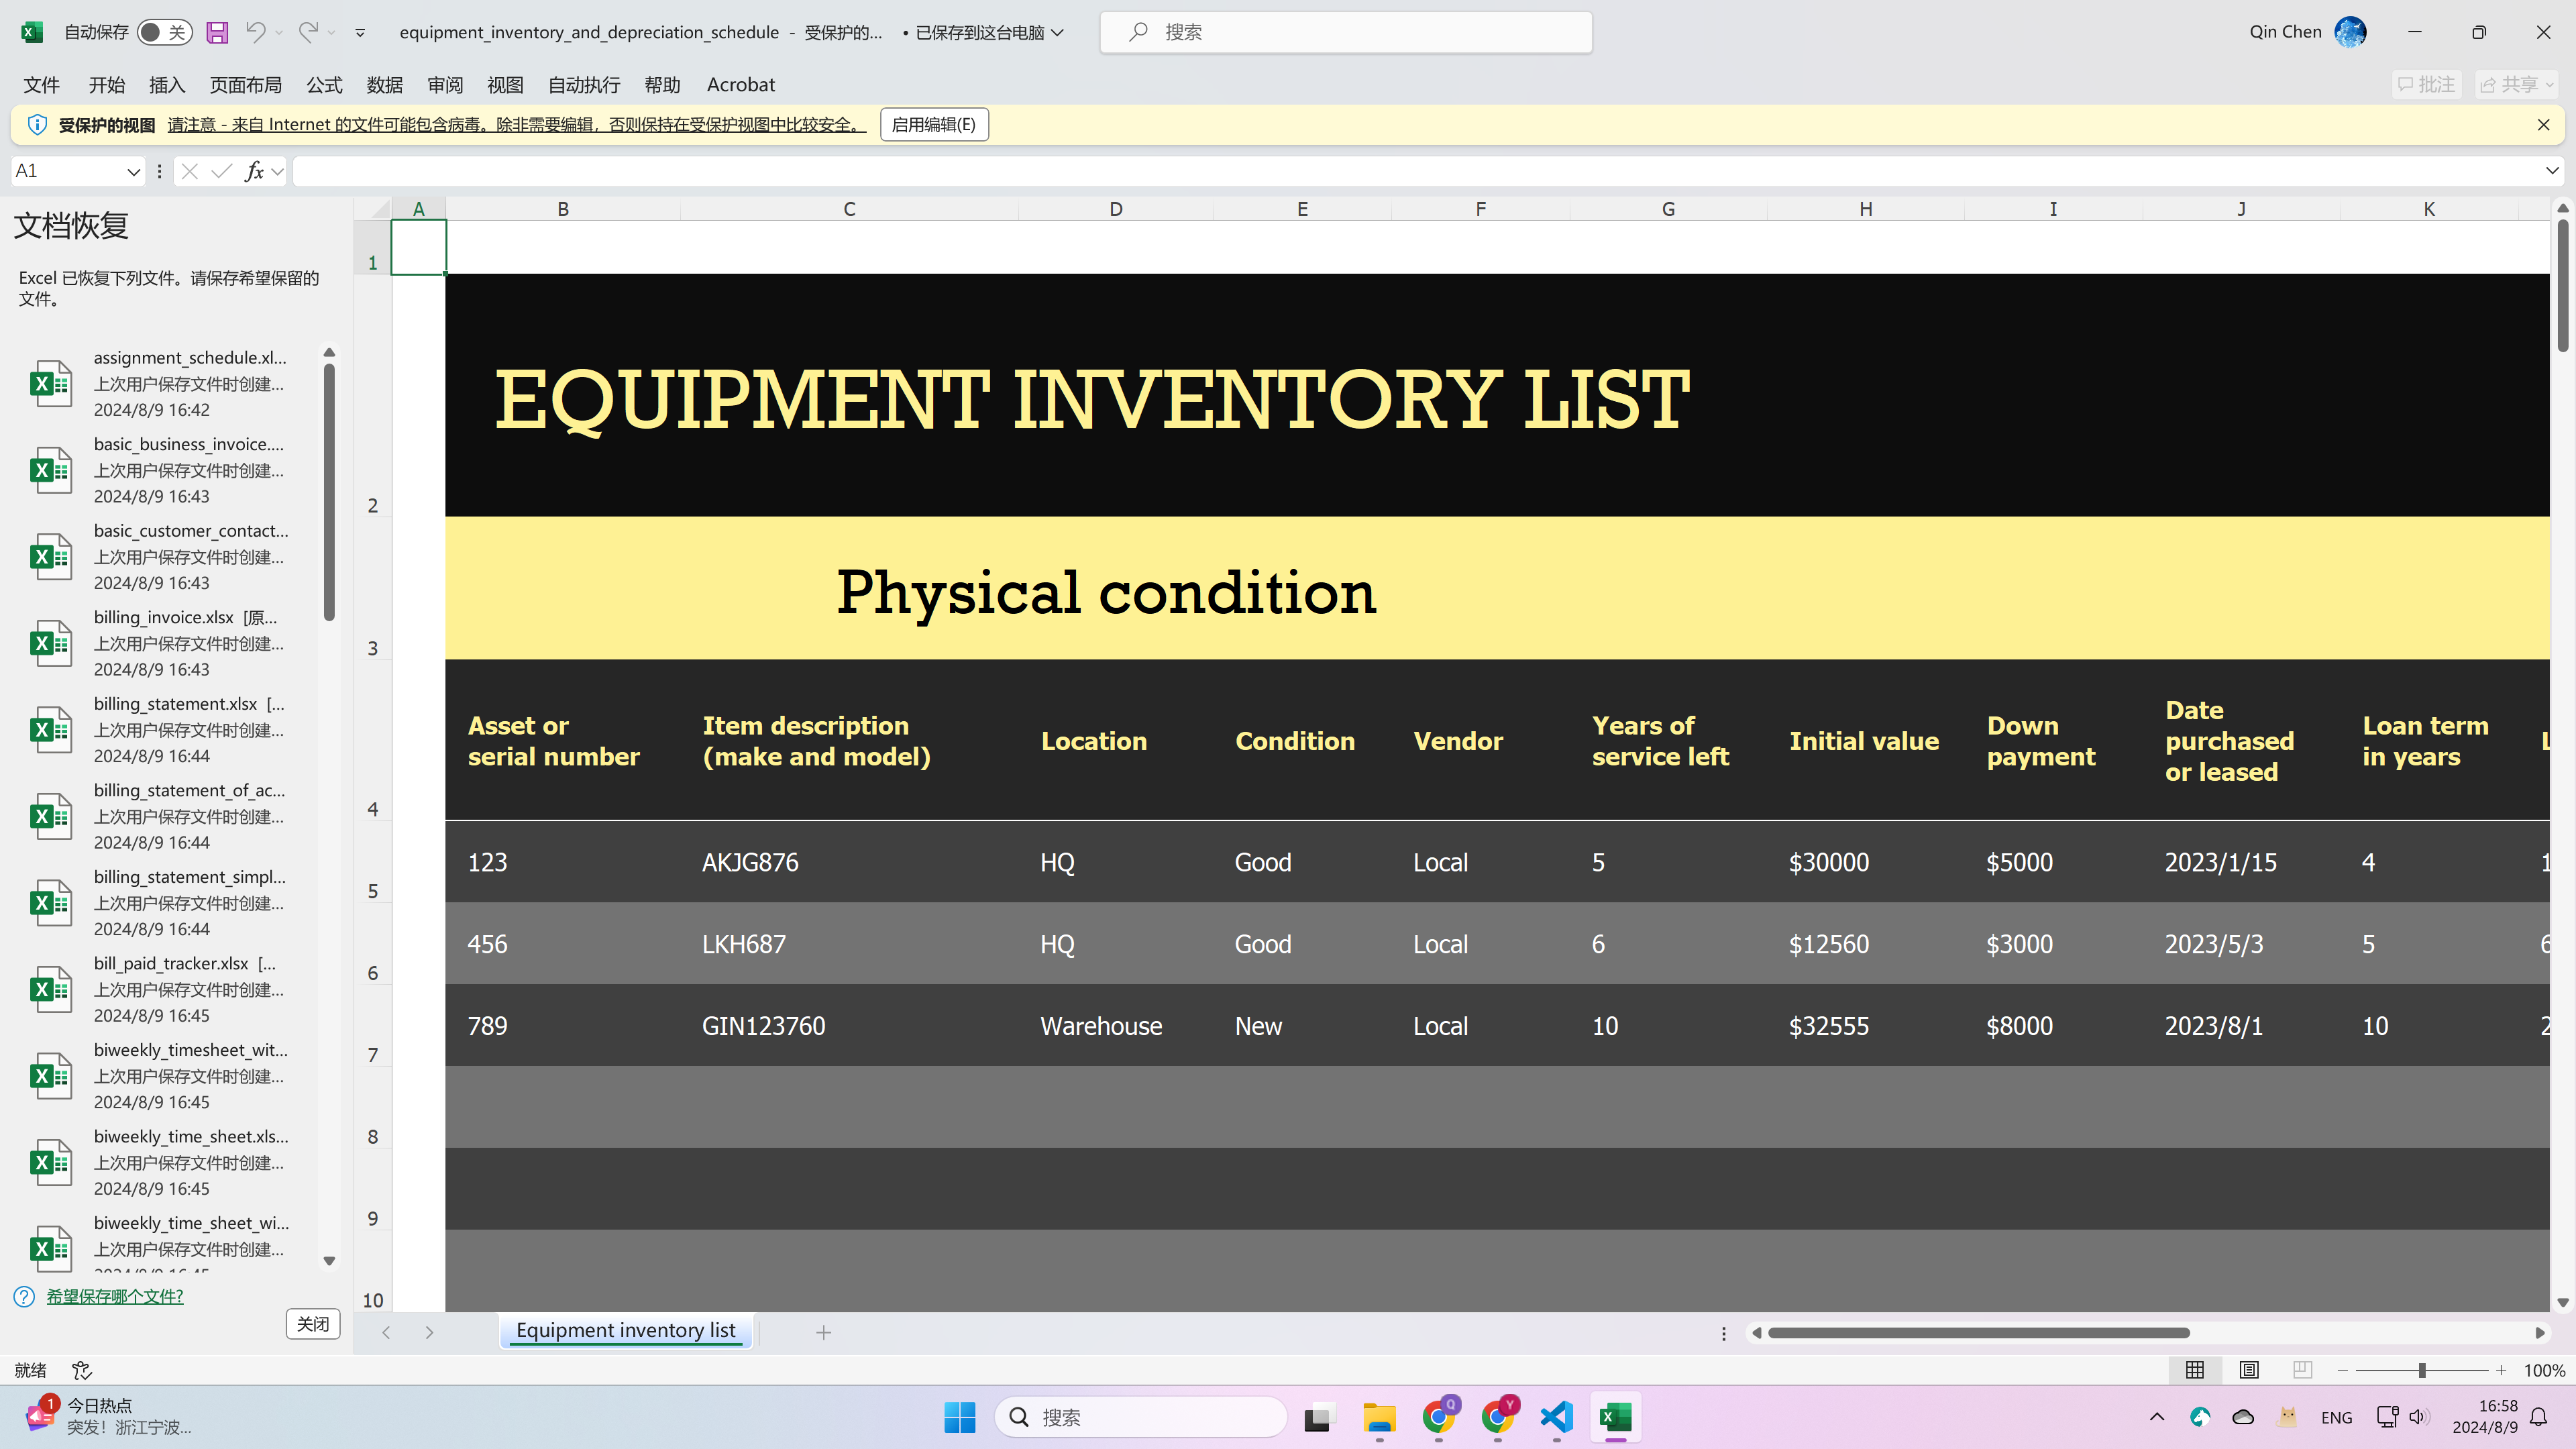 自动保存 关 equipment_inventory_and_depreciation_schedule - 受保护的... • 已保存到这台电脑 搜索 Qin Chen
文件 开始 插入 页面布局 公式 数据 审阅 视图 自动执行 帮助 Acrobat 批注 共享
受保护的视图 请注意 - 来自 Internet 的文件可能包含病毒。除非需要编辑，否则保持在受保护视图中比较安全。 启用编辑(E)
A1 fx
文档恢复
Excel 已恢复下列文件。请保存希望保留的
文件。
assignment_schedule.xl...
上次用户保存文件时创建...
2024/8/9 16:42
basic_business_invoice....
上次用户保存文件时创建...
2024/8/9 16:43
basic_customer_contact...
上次用户保存文件时创建...
2024/8/9 16:43
billing_invoice.xlsx [原...
上次用户保存文件时创建...
2024/8/9 16:43
billing_statement.xlsx [...
上次用户保存文件时创建...
2024/8/9 16:44
billing_statement_of_ac...
上次用户保存文件时创建...
2024/8/9 16:44
billing_statement_simpl...
上次用户保存文件时创建...
2024/8/9 16:44
bill_paid_tracker.xlsx [...
上次用户保存文件时创建...
2024/8/9 16:45
biweekly_timesheet_wit...
上次用户保存文件时创建...
2024/8/9 16:45
biweekly_time_sheet.xls...
上次用户保存文件时创建...
2024/8/9 16:45
biweekly_time_sheet_wi...
上次用户保存文件时创建...
2024/8/9 16:45
希望保存哪个文件?
关闭
A B C D E F G H I J K
1
2 EQUIPMENT INVENTORY LIST
3 Physical condition
4 Asset or serial number Item description (make and model) Location Condition Vendor Years of service left Initial value Down payment Date purchased or leased Loan term in years L
5 123 AKJG876 HQ Good Local 5 $30000 $5000 2023/1/15 4 1
6 456 LKH687 HQ Good Local 6 $12560 $3000 2023/5/3 5 6
7 789 GIN123760 Warehouse New Local 10 $32555 $8000 2023/8/1 10 2
8
9
10
Equipment inventory list
就绪 100%
1 今日热点
突发！浙江宁波...
搜索 Q Y ENG
16:58
2024/8/9